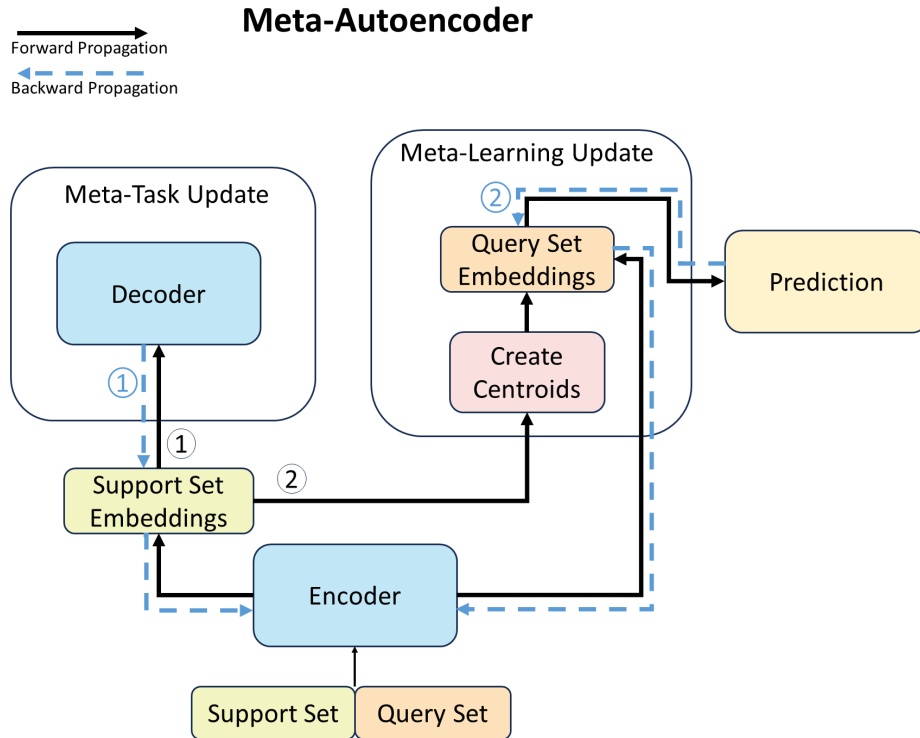 Meta-Autoencoder
Forward Propagation
Backward Propagation
Meta-Learning Update
Meta-Task Update
②
Query Set
Embeddings
Decoder
Prediction
Create
Centroids
①
①
②
Support Set
Embeddings
Encoder
Support Set
Query Set